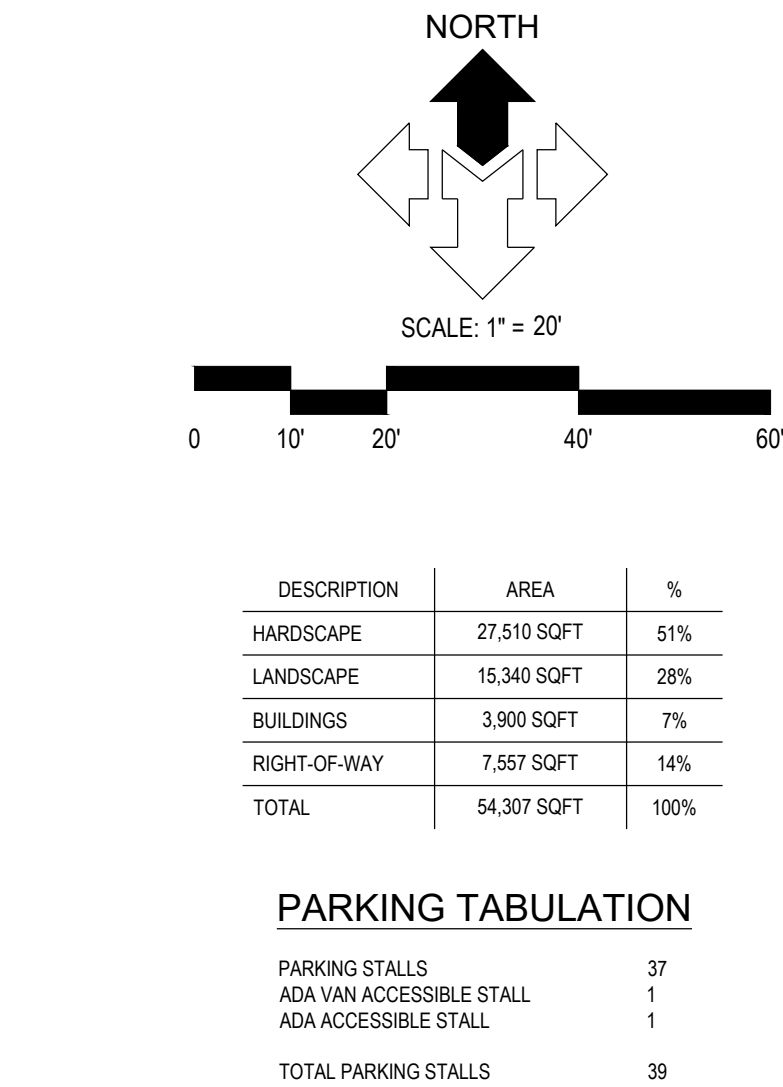 NORTH
SCALE: 1" = 20'
0 10' 20' 40' 60'
DESCRIPTION AREA %
HARDSCAPE 27,510 SQFT 51%
LANDSCAPE 15,340 SQFT 28%
BUILDINGS 3,900 SQFT 7%
RIGHT-OF-WAY 7,557 SQFT 14%
TOTAL 54,307 SQFT 100%
PARKING TABULATION
PARKING STALLS 37
ADA VAN ACCESSIBLE STALL 1
ADA ACCESSIBLE STALL 1
TOTAL PARKING STALLS 39